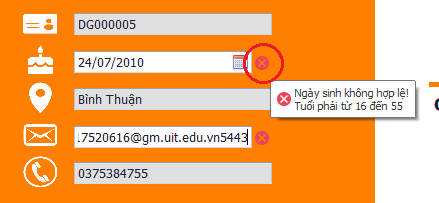 DG000005
24/07/2010
Ngày sinh không hợp lệ!
Tuổi phải từ 16 đến 55
Bình Thuận
.7520616@gm.uit.edu.vn5443
0375384755